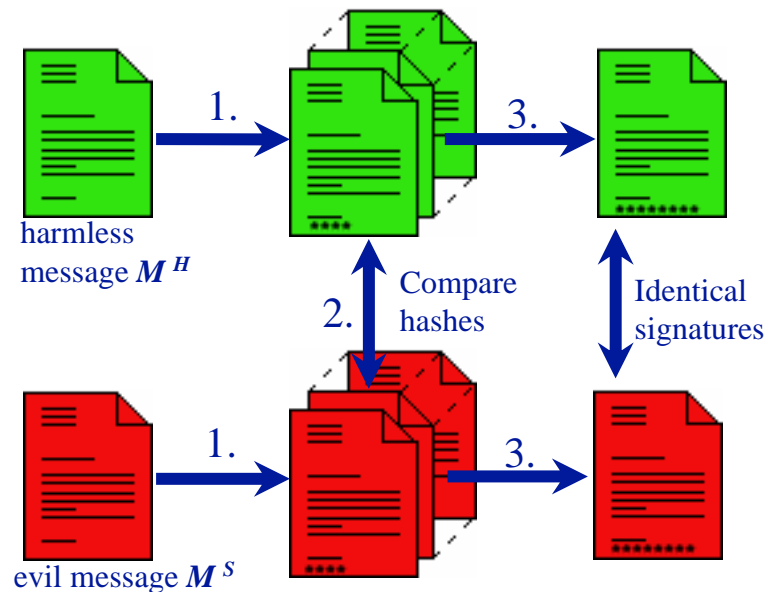 1.
3.
harmless
message M^H
****
********
2.
Compare
hashes
Identical
signatures
1.
3.
evil message M^S
****
********